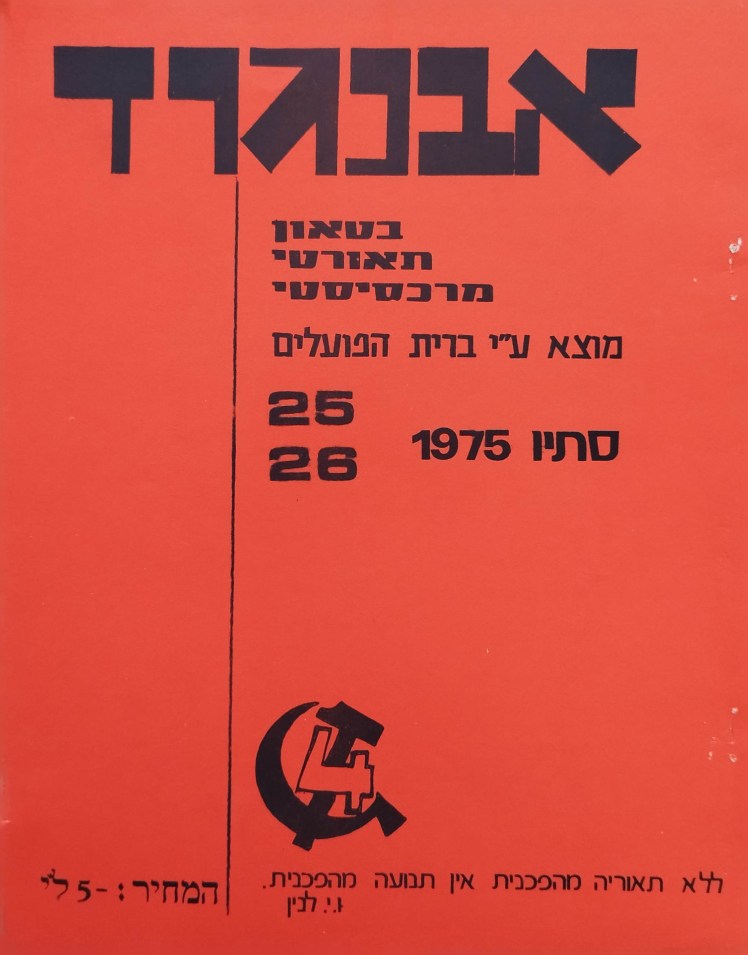 אבנגרד
בטאון
תאורטי
מרכסיסטי
מוצא ע"י ברית הפועלים
25
26
סתיו 1975
4
ללא תאוריה מהפכנית אין תנועה מהפכנית.
ו.י. לנין
המחיר: -5 ל"י